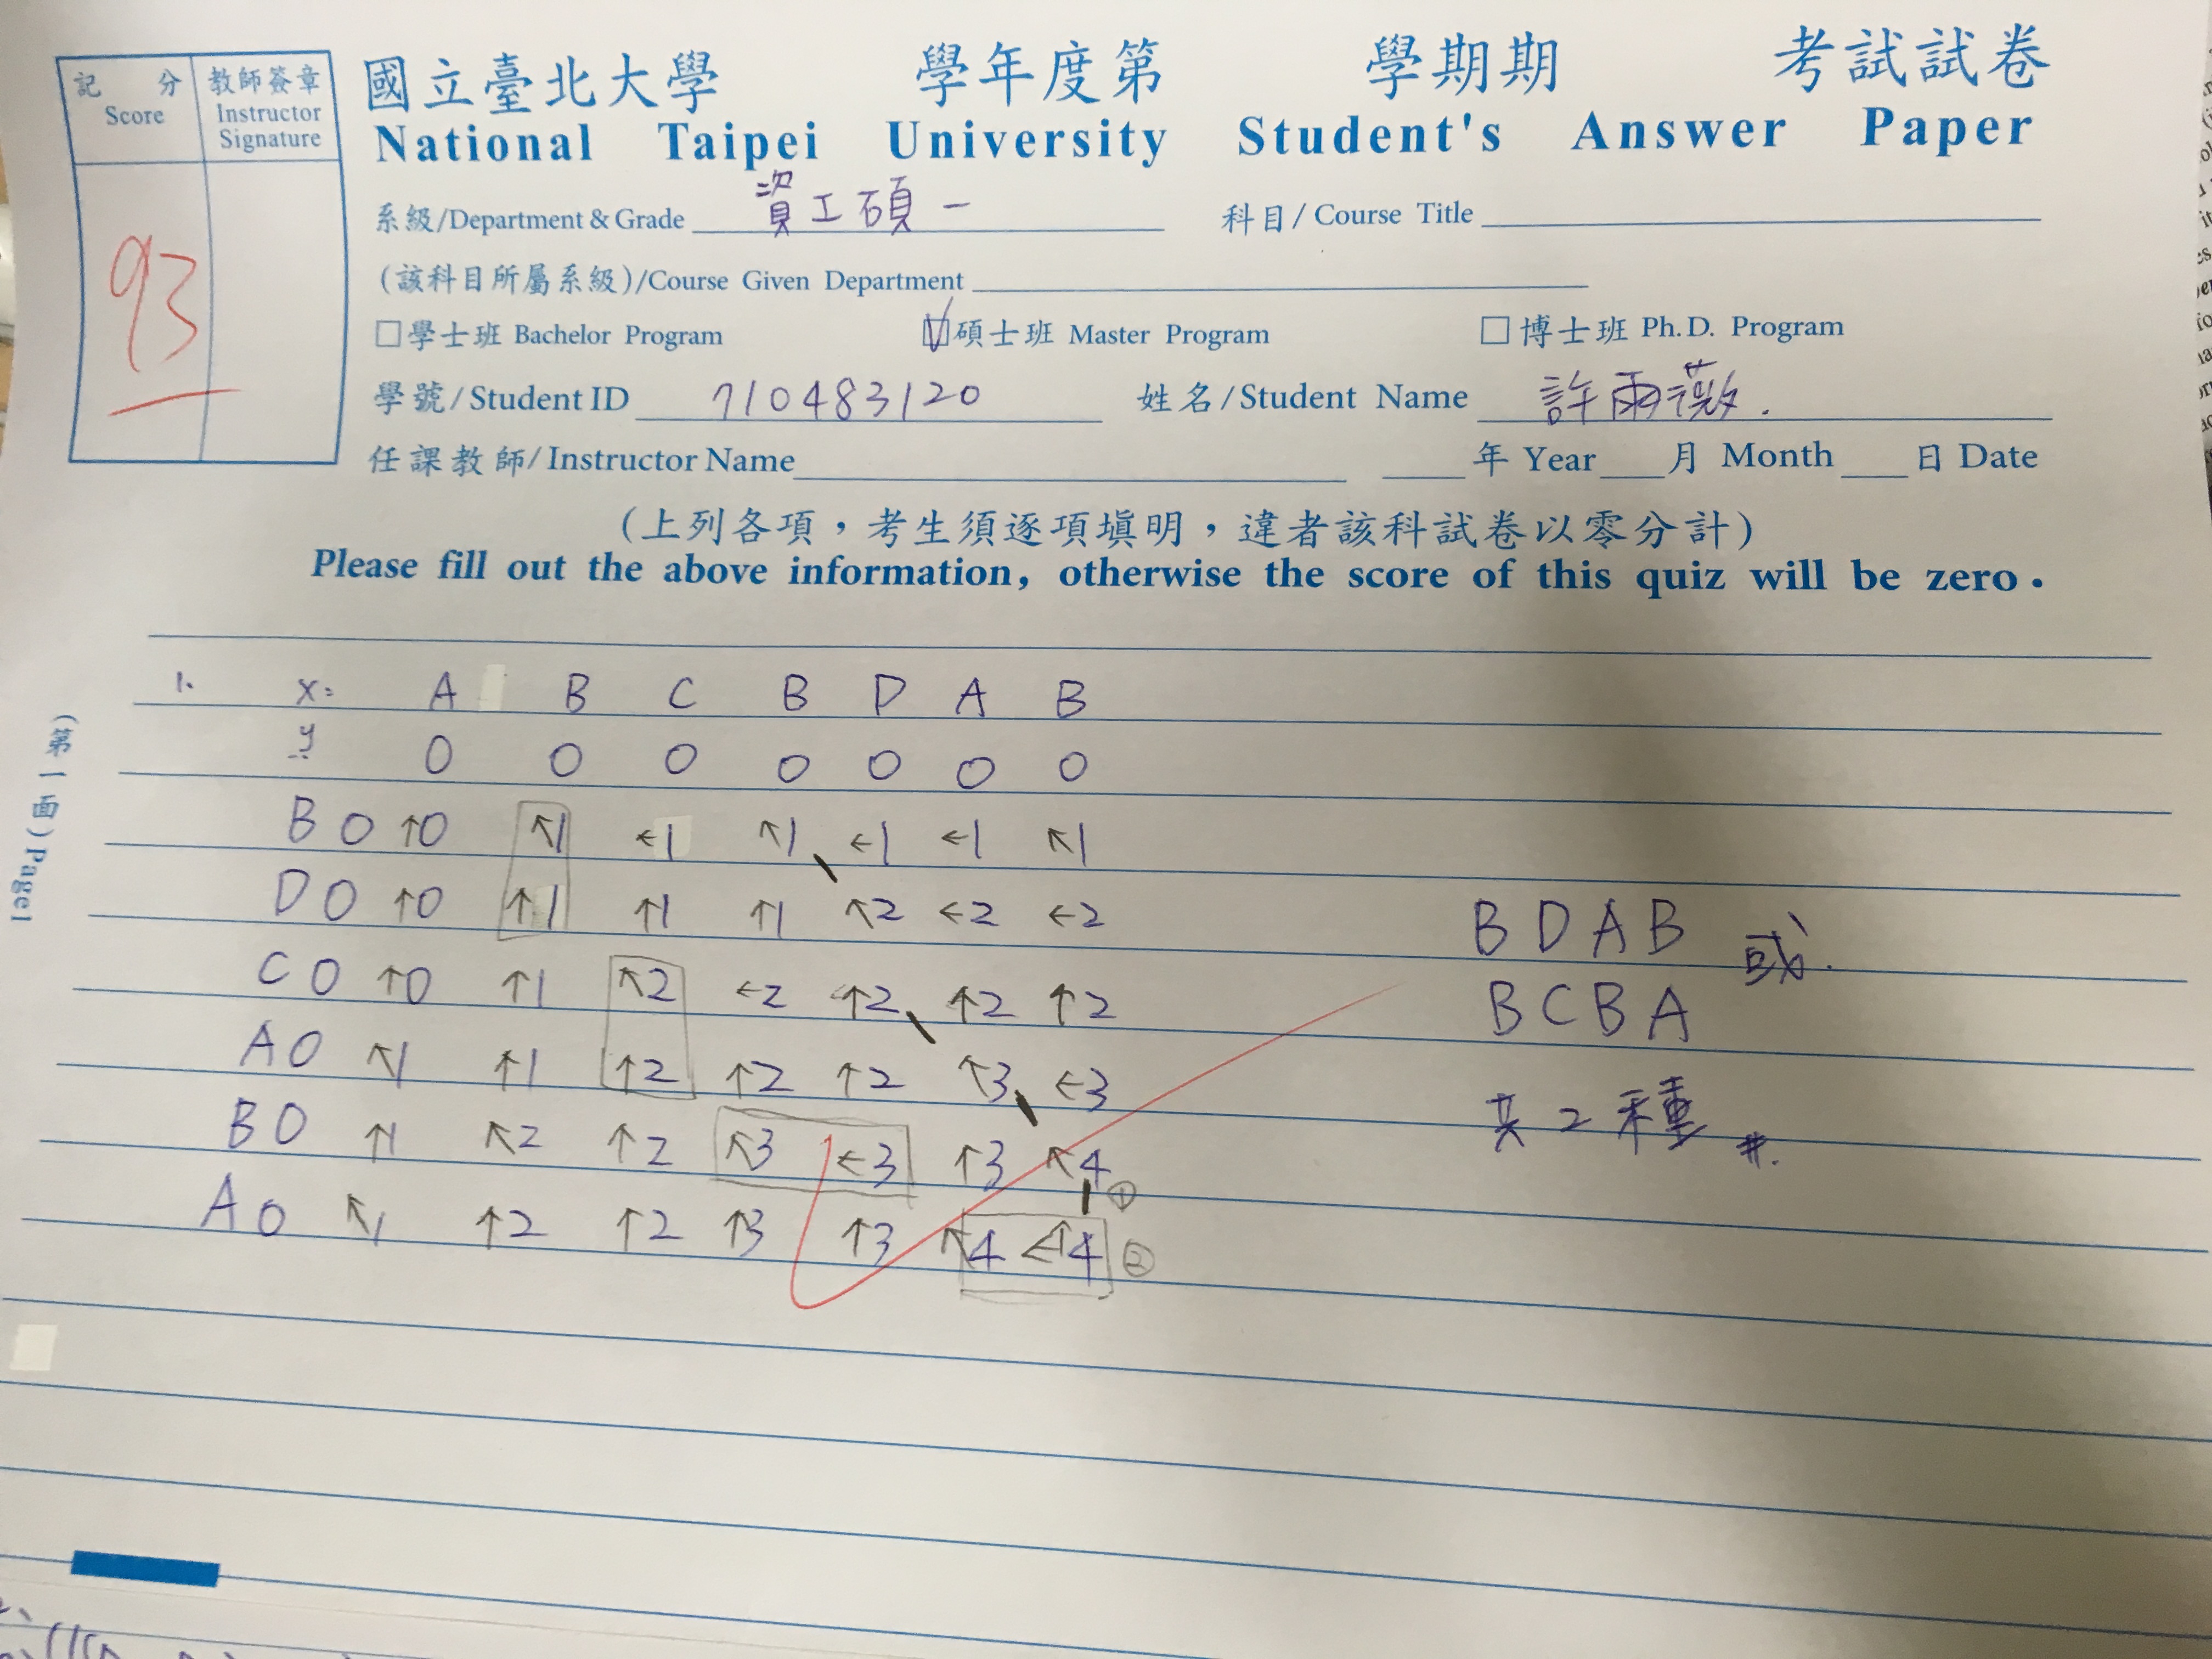 記 分 教師簽章
Score Instructor Signature
93
國立臺北大學 學年度第 學期期 考試試卷
National Taipei University Student's Answer Paper
系級/Department & Grade 資工碩一 科目/Course Title
(該科目所屬系級)/Course Given Department
□學士班 Bachelor Program ☑碩士班 Master Program □博士班 Ph.D. Program
學號/Student ID 710483120 姓名/Student Name 許雨薇.
任課教師/Instructor Name 年 Year 月 Month 日 Date
(上列各項,考生須逐項填明,違者該科試卷以零分計)
Please fill out the above information, otherwise the score of this quiz will be zero.
(第1面)Page1
1. X: A B C B D A B
y 0 0 0 0 0 0 0
B 0 ↑0 ↖1 ←1 ↖1 ←1 ←1 ↖1
D 0 ↑0 ↑1 ↑1 ↑1 ↖2 ←2 ←2
C 0 ↑0 ↑1 ↖2 ←2 ↑2 ↑2 ↑2
A 0 ↖1 ↑1 ↑2 ↑2 ↑2 ↖3 ←3
B 0 ↑1 ↖2 ↑2 ↖3 ←3 ↑3 ↖4 ①
A 0 ↖1 ↑2 ↑2 ↑3 ↑3 ↖4 ←↑4 ②
BDAB 或.
BCBA
共2種 #.